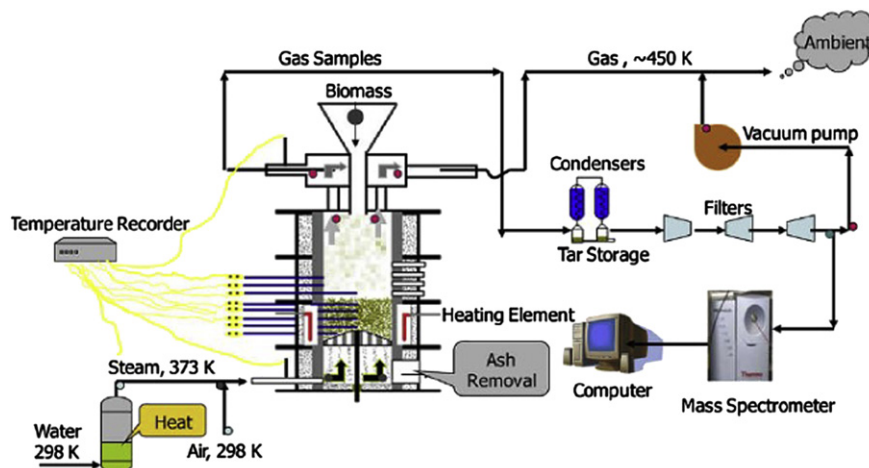 Gas Samples
Gas , ~450 K
Ambient
Biomass
Vacuum pump
Condensers
Temperature Recorder
Filters
Tar Storage
Heating Element
Steam, 373 K
Ash
Removal
Computer
Mass Spectrometer
Heat
Water
298 K
Air, 298 K
Thermo